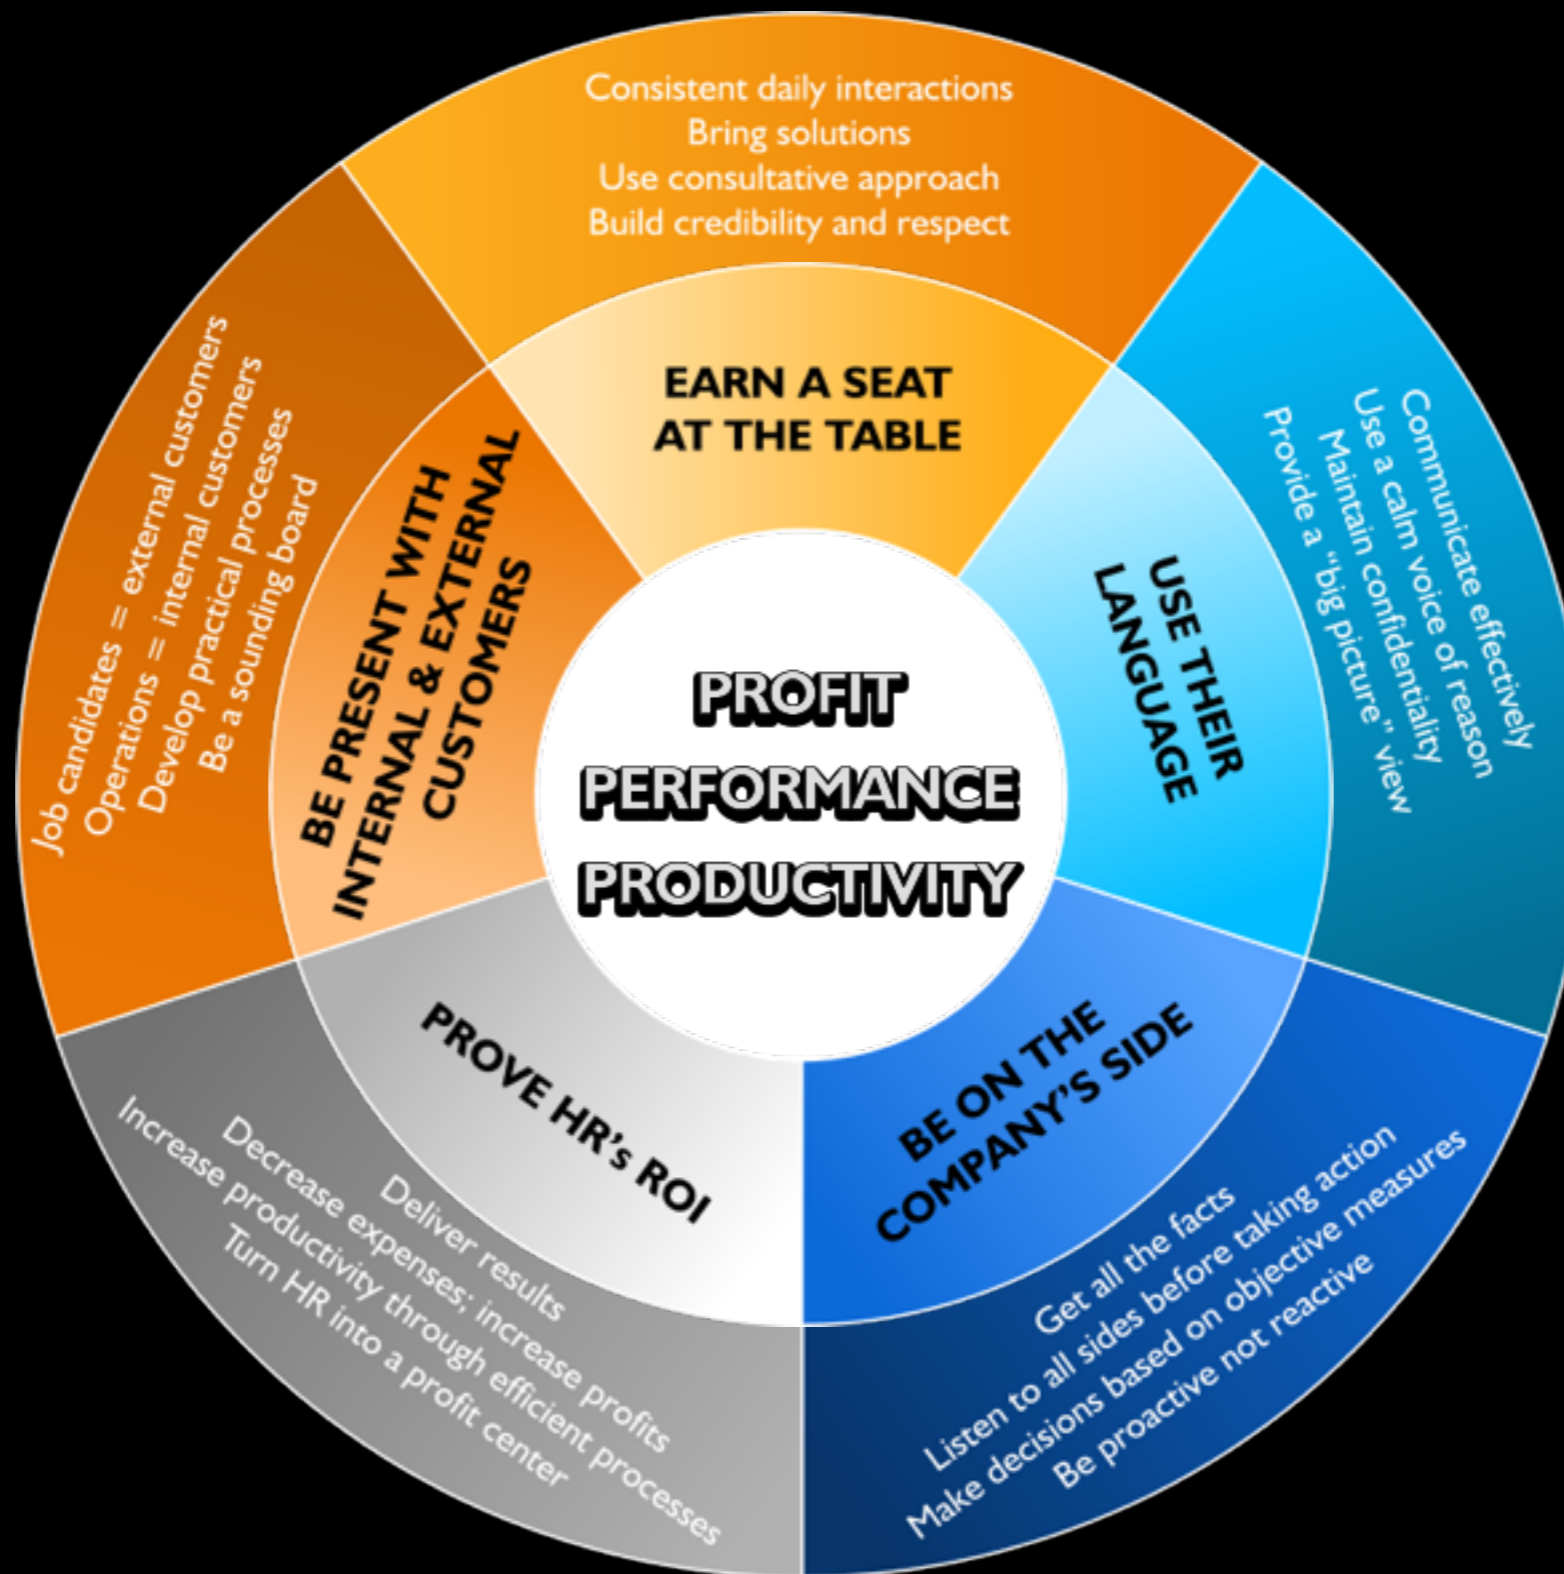 Consistent daily interactions
Bring solutions
Use consultative approach
Build credibility and respect
EARN A SEAT
AT THE TABLE
Communicate effectively
Use a calm voice of reason
Maintain confidentiality
Provide a “big picture” view
USE THEIR
LANGUAGE
BE ON THE
COMPANY’S SIDE
Get all the facts
Listen to all sides before taking action
Make decisions based on objective measures
Be proactive not reactive
PROVE HR’s ROI
Deliver results
Decrease expenses; increase profits
Increase productivity through efficient processes
Turn HR into a profit center
Job candidates = external customers
Operations = internal customers
Develop practical processes
Be a sounding board
BE PRESENT WITH
INTERNAL & EXTERNAL
CUSTOMERS
PROFIT
PERFORMANCE
PRODUCTIVITY